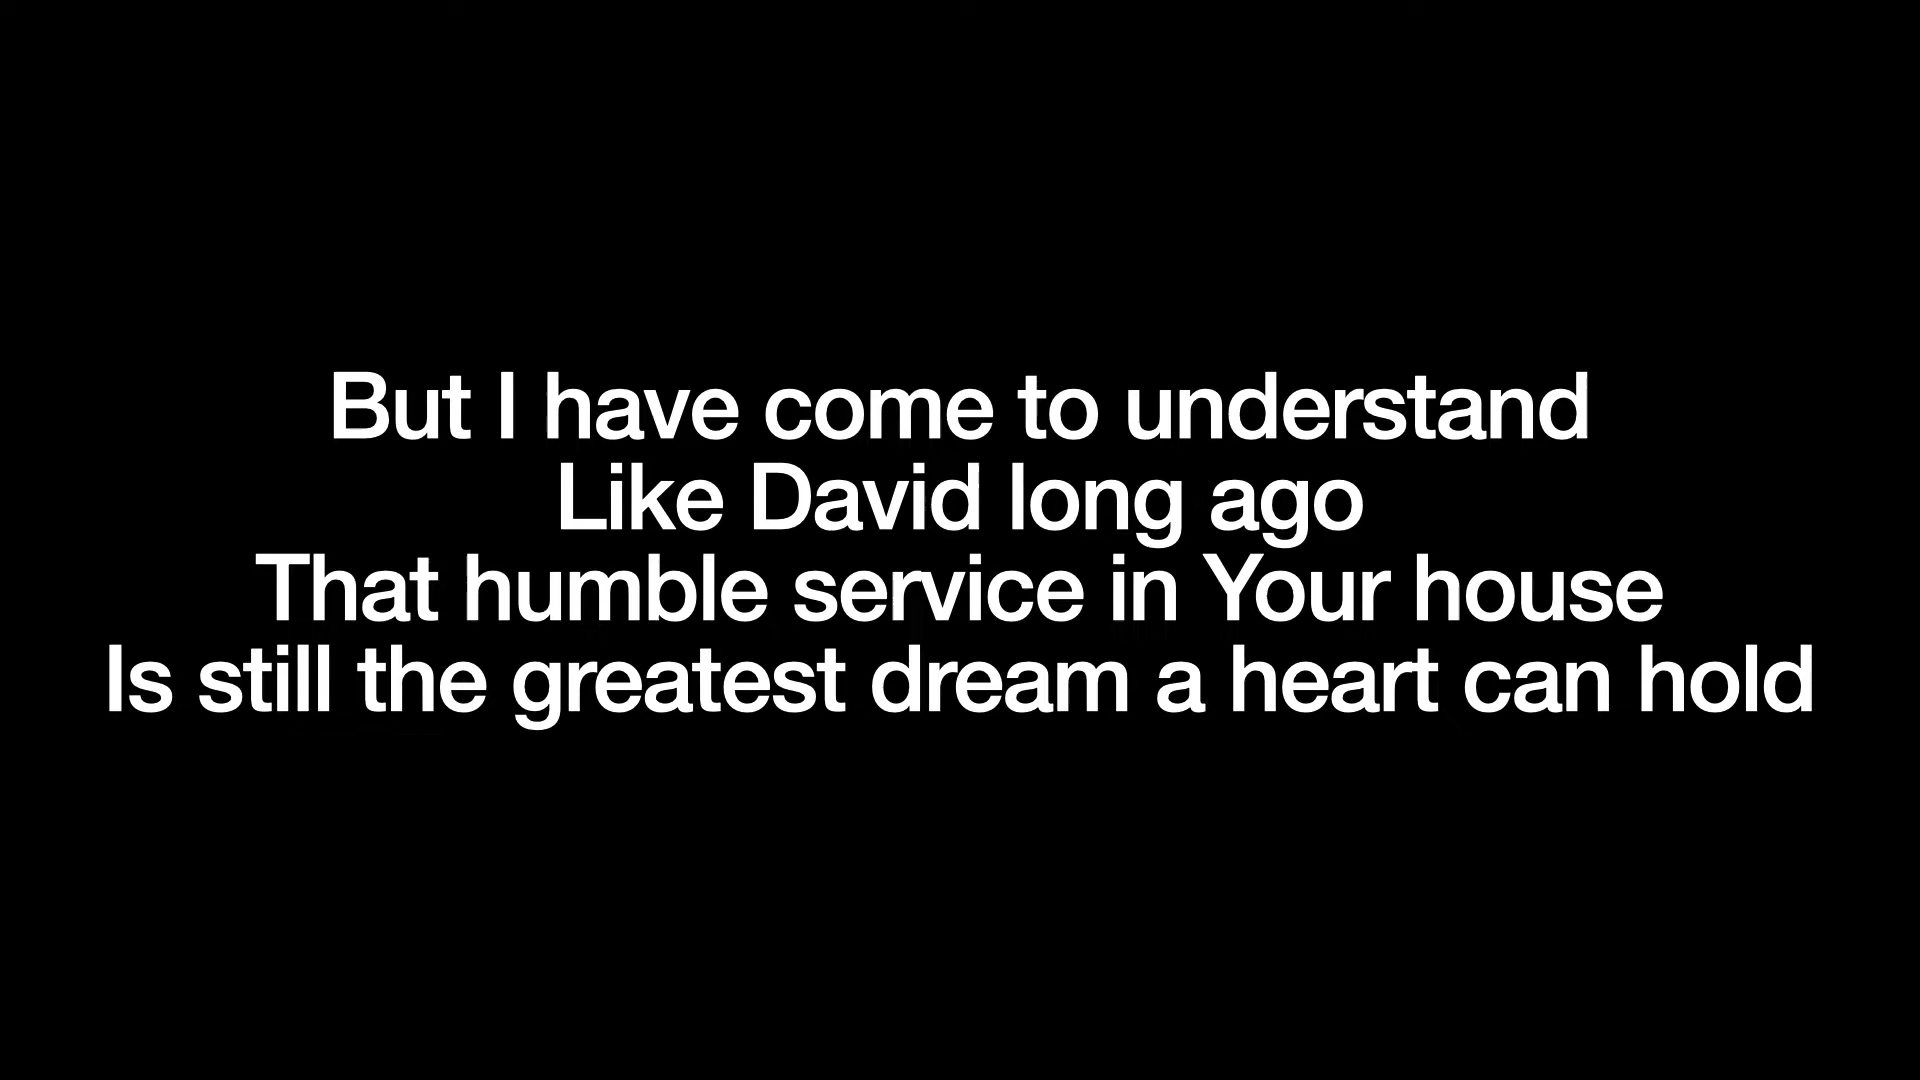 But I have come to understand
Like David long ago
That humble service in Your house
Is still the greatest dream a heart can hold